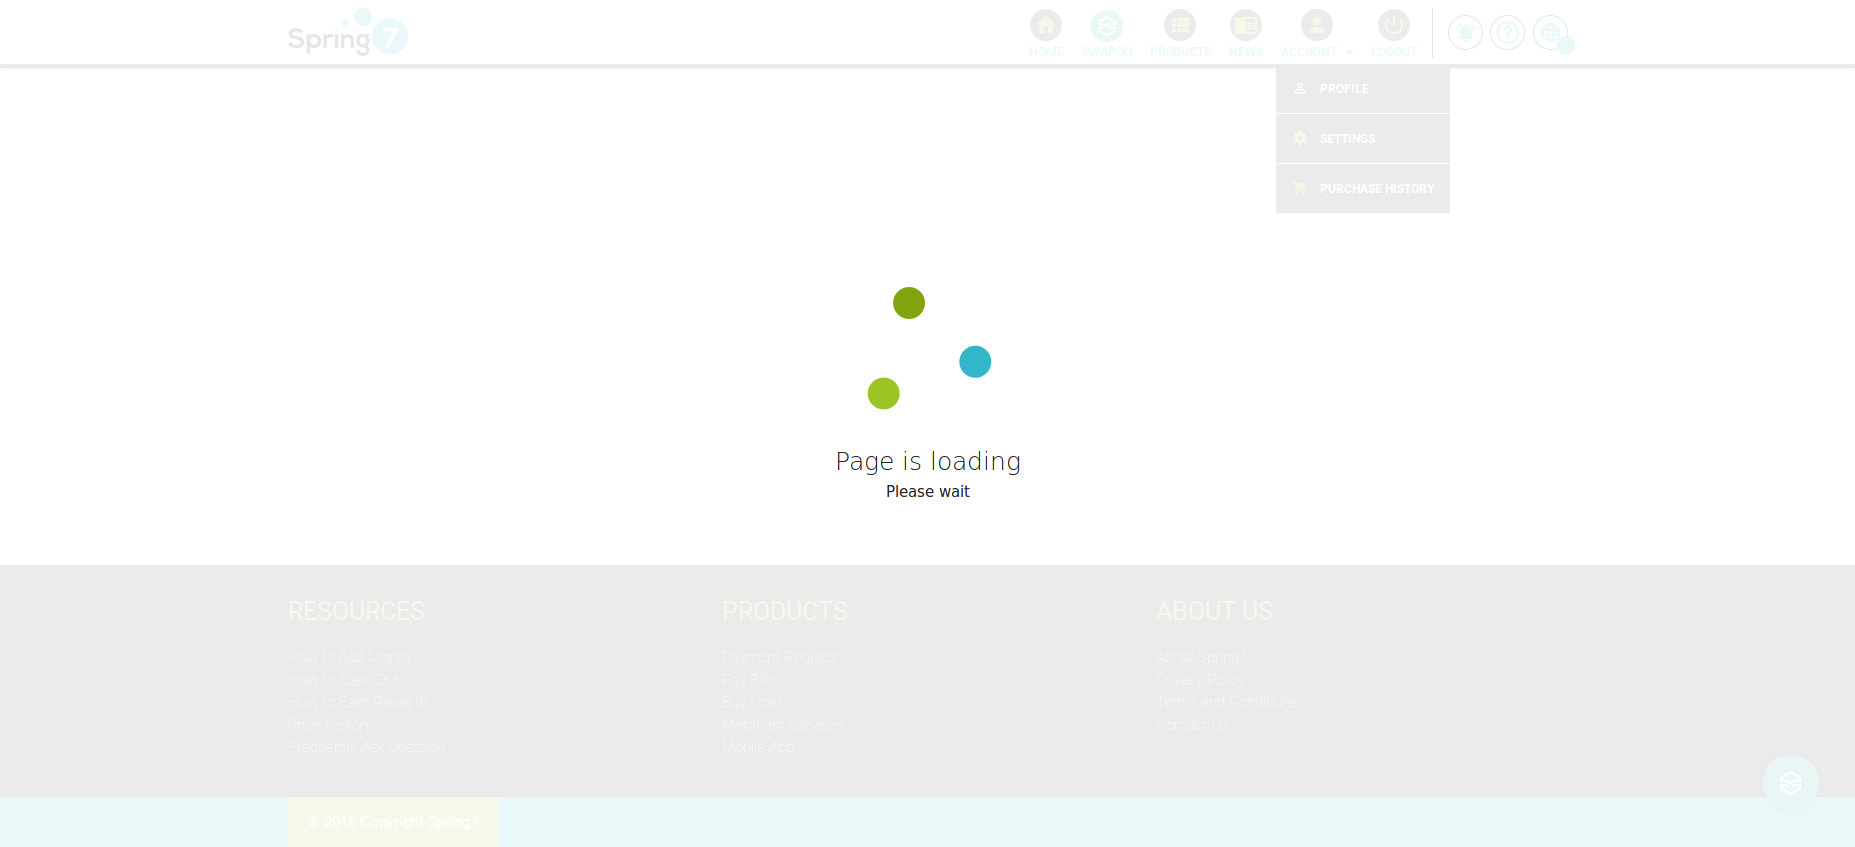 Spring7
HOME SWAPOO PRODUCTS NEWS ACCOUNT LOGOUT
PROFILE
SETTINGS
PURCHASE HISTORY
Page is loading
Please wait
RESOURCES
How to Add Money
How to Cash Out
How to Earn Rewards
Price History
Frequently Ask Question
PRODUCTS
Payment Request
Pay Bills
Buy Load
Merchant Services
Mobile App
ABOUT US
About Spring7
Privacy Policy
Terms and Conditions
Contact Us
© 2018 Copyright Spring7